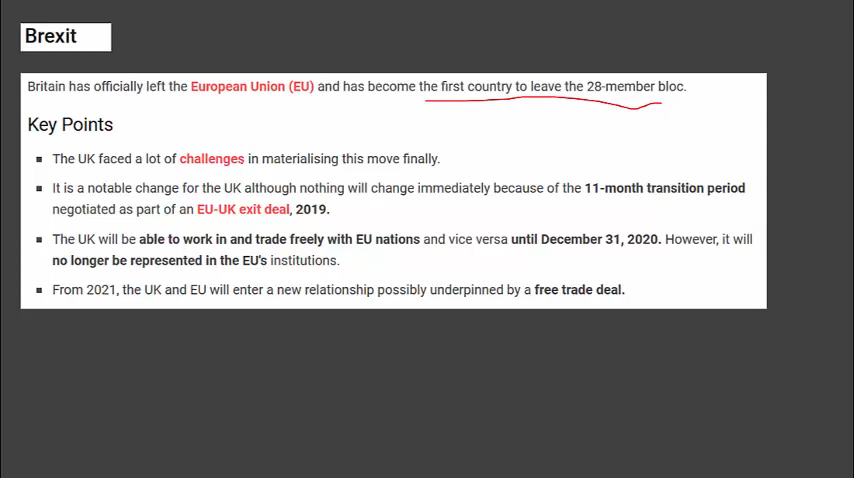 Brexit
Britain has officially left the European Union (EU) and has become the first country to leave the 28-member bloc.
Key Points
The UK faced a lot of challenges in materialising this move finally.
It is a notable change for the UK although nothing will change immediately because of the 11-month transition period
negotiated as part of an EU-UK exit deal, 2019.
The UK will be able to work in and trade freely with EU nations and vice versa until December 31, 2020. However, it will
no longer be represented in the EU's institutions.
From 2021, the UK and EU will enter a new relationship possibly underpinned by a free trade deal.